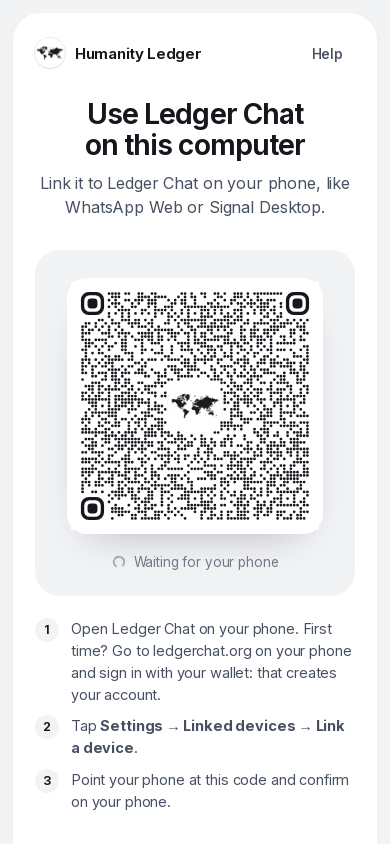 Humanity Ledger
Help
Use Ledger Chat
on this computer
Link it to Ledger Chat on your phone, like
WhatsApp Web or Signal Desktop.
Waiting for your phone
1 Open Ledger Chat on your phone. First
time? Go to ledgerchat.org on your phone
and sign in with your wallet: that creates
your account.
2 Tap Settings → Linked devices → Link
a device.
3 Point your phone at this code and confirm
on your phone.